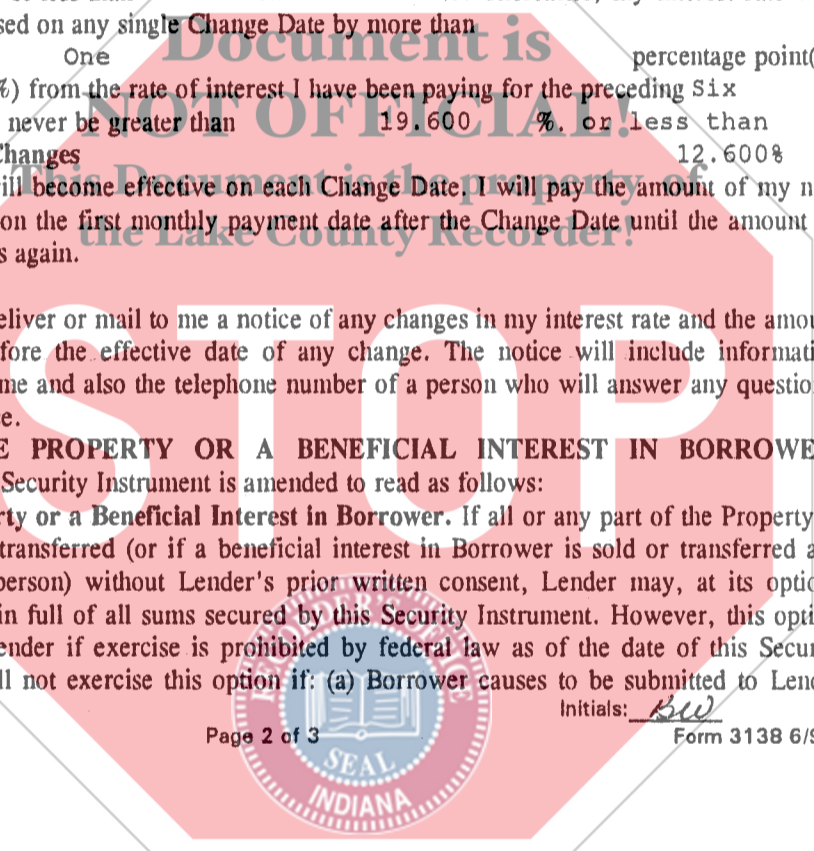 sed on any single Change Date by more than
One percentage point(
%) from the rate of interest I have been paying for the preceding Six
never be greater than 19.600 %. or less than
Changes 12.600%
ill become effective on each Change Date. I will pay the amount of my n
on the first monthly payment date after the Change Date until the amount
s again.
eliver or mail to me a notice of any changes in my interest rate and the amou
fore the effective date of any change. The notice will include informati
me and also the telephone number of a person who will answer any questio
e.
E PROPERTY OR A BENEFICIAL INTEREST IN BORROWE
Security Instrument is amended to read as follows:
rty or a Beneficial Interest in Borrower. If all or any part of the Property
transferred (or if a beneficial interest in Borrower is sold or transferred a
person) without Lender's prior written consent, Lender may, at its optio
in full of all sums secured by this Security Instrument. However, this opti
ender if exercise is prohibited by federal law as of the date of this Secur
ll not exercise this option if: (a) Borrower causes to be submitted to Lend
Initials: BW
Page 2 of 3 Form 3138 6/9
Document is
NOT OFFICIAL!
This Document is the property of
the Lake County Recorder!
STOP
RECORDER'S OFFICE
SEAL
INDIANA